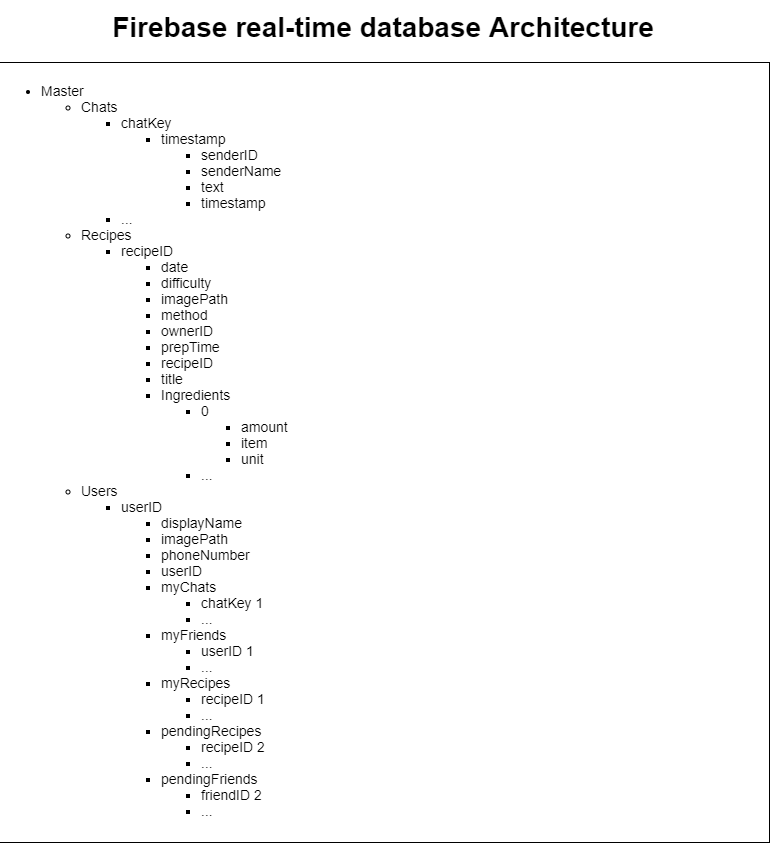 Firebase real-time database Architecture
Master
Chats
chatKey
timestamp
senderID
senderName
text
timestamp
...
Recipes
recipeID
date
difficulty
imagePath
method
ownerID
prepTime
recipeID
title
Ingredients
0
amount
item
unit
...
Users
userID
displayName
imagePath
phoneNumber
userID
myChats
chatKey 1
...
myFriends
userID 1
...
myRecipes
recipeID 1
...
pendingRecipes
recipeID 2
...
pendingFriends
friendID 2
...